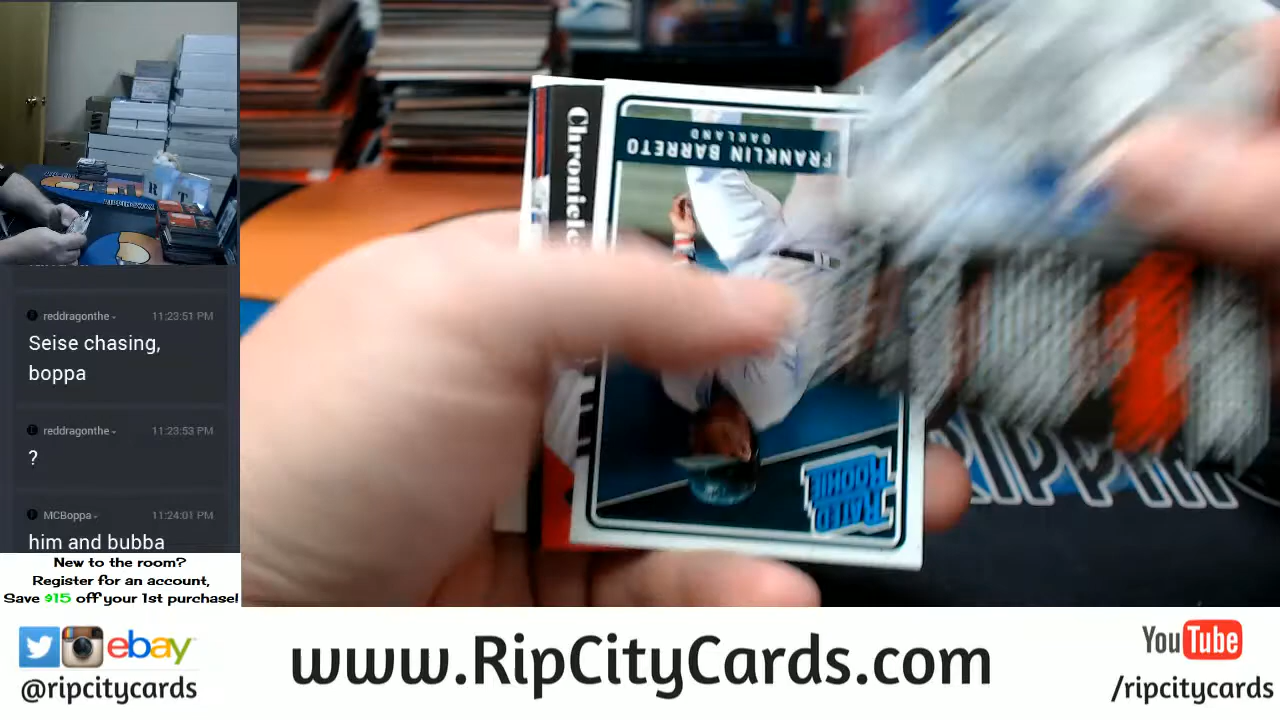 reddragonthe
11:23:51 PM
Seise chasing,
boppa
reddragonthe
11:23:53 PM
?
MCBoppa
11:24:01 PM
him and bubba
New to the room?
Register for an account,
Save $15 off your 1st purchase!
Chronicle
FRANKLIN BARRETO
OAKLAND
RATED
ROOKIE
RIPPIN
ebay
@ripcitycards
www.RipCityCards.com
YouTube
/ripcitycards